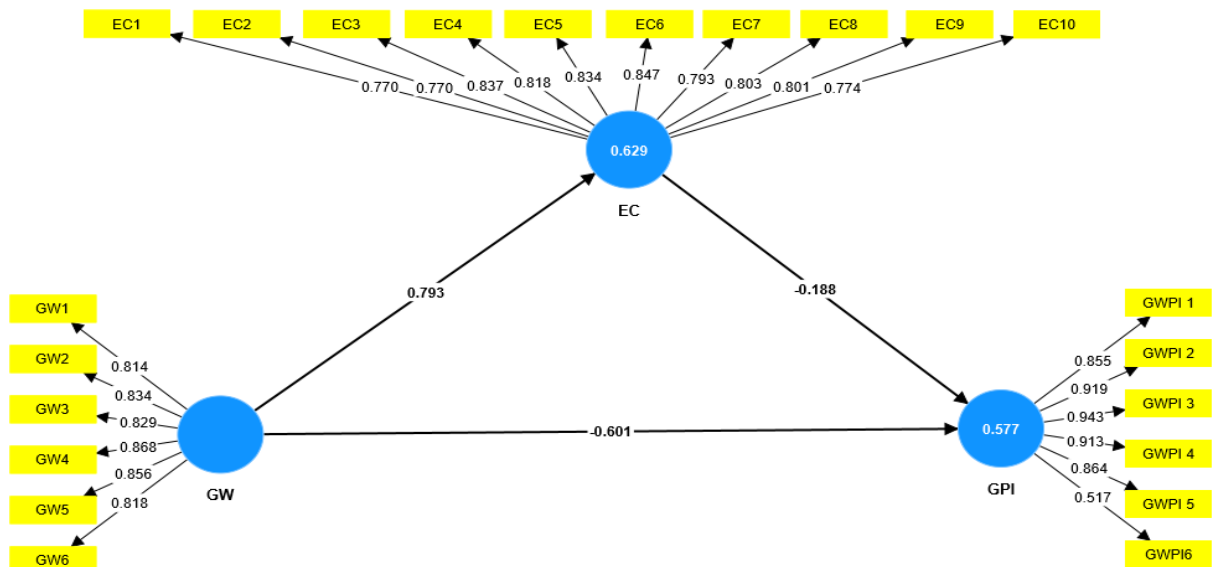 EC1 EC2 EC3 EC4 EC5 EC6 EC7 EC8 EC9 EC10
0.770 0.770 0.837 0.818 0.834 0.847 0.793 0.803 0.801 0.774
0.629
EC
0.793
-0.188
GW1
GW2
GW3
GW4
GW5
GW6
0.814
0.834
0.829
0.868
0.856
0.818
GW
-0.601
0.577
GPI
0.855
0.919
0.943
0.913
0.864
0.517
GWPI 1
GWPI 2
GWPI 3
GWPI 4
GWPI 5
GWPI6